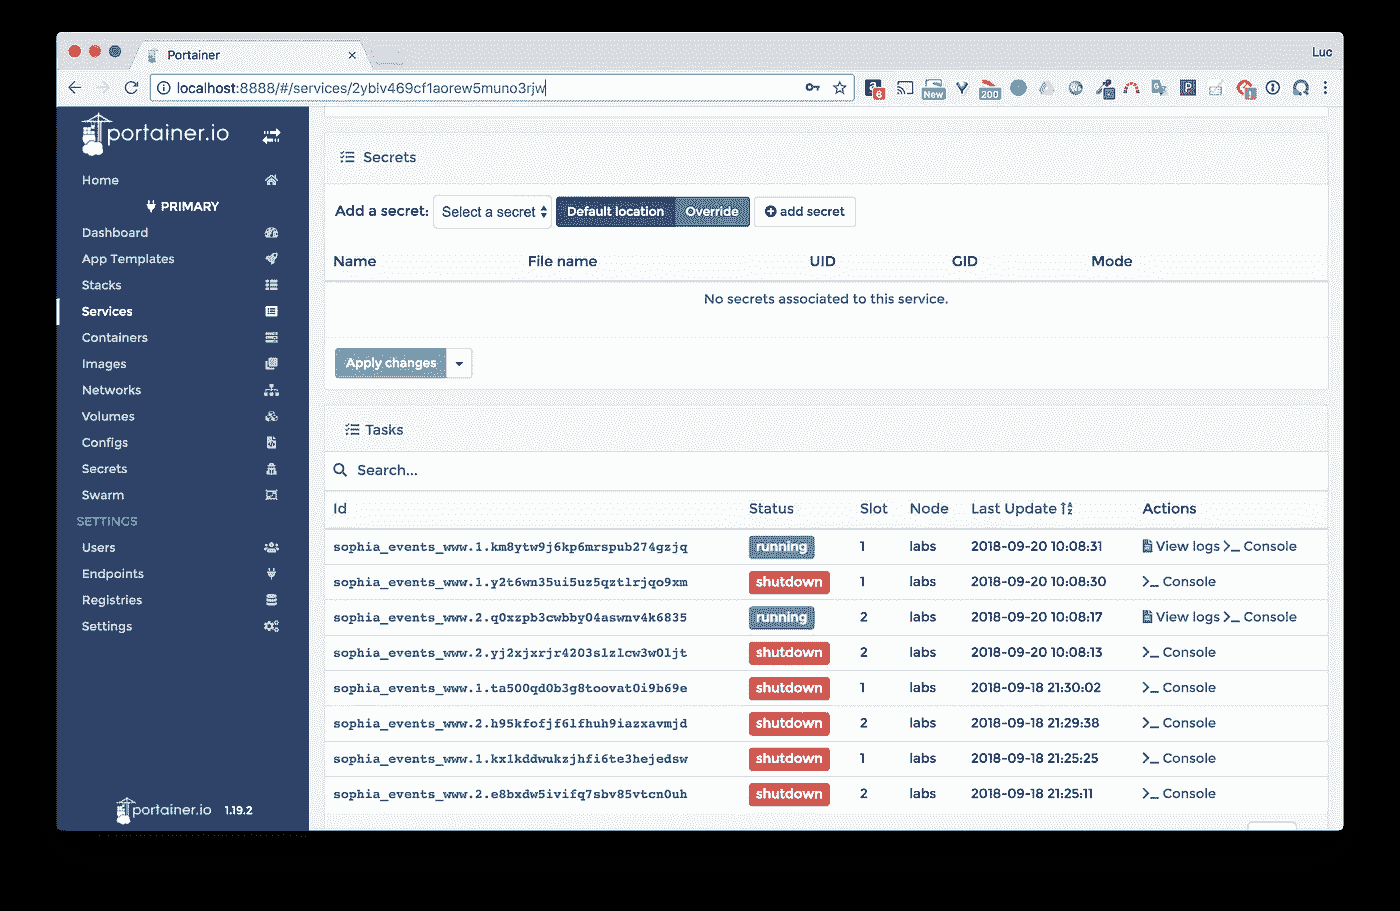 Portainer
Luc
localhost:8888/#/services/2yblv469cf1aorew5muno3rjw
6
New
200
1
portainer.io
Home
PRIMARY
Dashboard
App Templates
Stacks
Services
Containers
Images
Networks
Volumes
Configs
Secrets
Swarm
SETTINGS
Users
Endpoints
Registries
Settings
portainer.io 1.19.2
Secrets
Add a secret: Select a secret Default location Override add secret
Name File name UID GID Mode
No secrets associated to this service.
Apply changes
Tasks
Search...
Id Status Slot Node Last Update Actions
sophia_events_www.1.km8ytw9j6kp6mrspub274gzjq running 1 labs 2018-09-20 10:08:31 View logs >_ Console
sophia_events_www.1.y2t6wn35ui5uz5qztlrjqo9xm shutdown 1 labs 2018-09-20 10:08:30 >_ Console
sophia_events_www.2.q0xzpb3cwbby04aswnv4k6835 running 2 labs 2018-09-20 10:08:17 View logs >_ Console
sophia_events_www.2.yj2xjxrjr4203slzlcw3w0ljt shutdown 2 labs 2018-09-20 10:08:13 >_ Console
sophia_events_www.1.ta500qd0b3g8toovat0i9b69e shutdown 1 labs 2018-09-18 21:30:02 >_ Console
sophia_events_www.2.h95kfofjf6lfhuh9iazxavmjd shutdown 2 labs 2018-09-18 21:29:38 >_ Console
sophia_events_www.1.kx1kddwukzjhfi6te3hejedsw shutdown 1 labs 2018-09-18 21:25:25 >_ Console
sophia_events_www.2.e8bxdw5ivifq7sbv85vtcn0uh shutdown 2 labs 2018-09-18 21:25:11 >_ Console